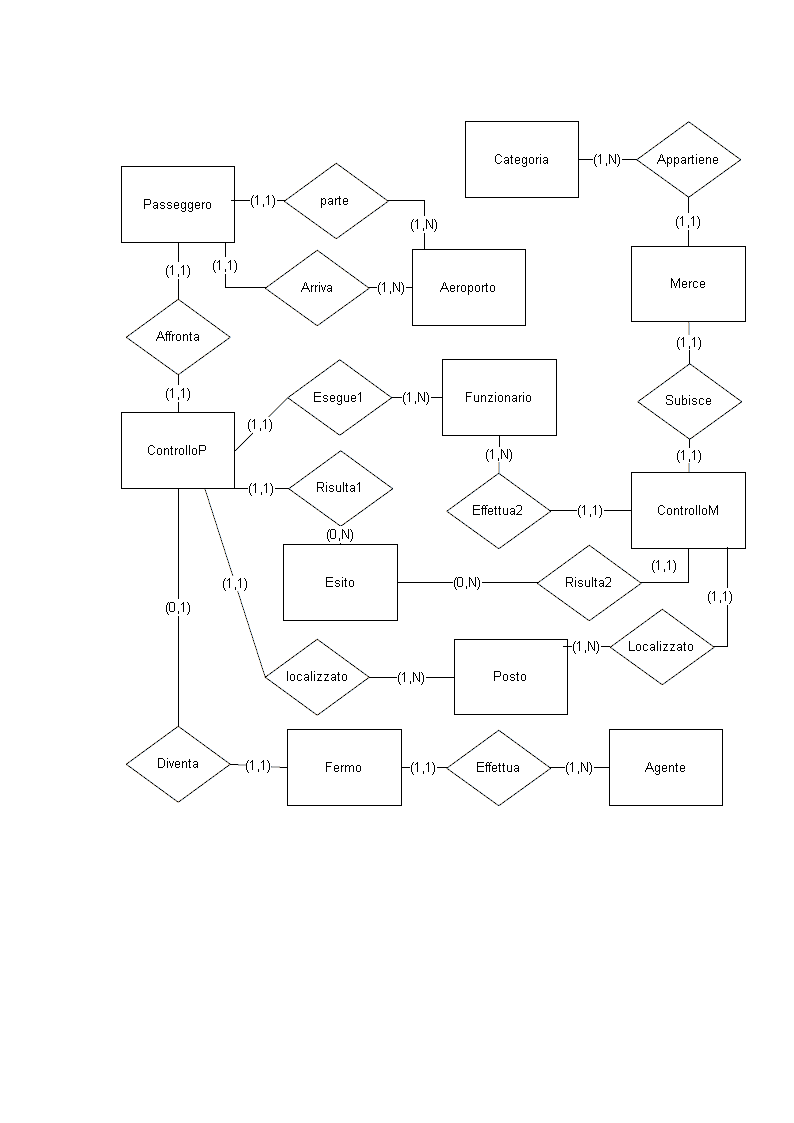 Categoria
(1,N)
Appartiene
Passeggero
(1,1)
parte
(1,1)
(1,N)
(1,1)
(1,1)
Arriva
(1,N)
Aeroporto
Merce
Affronta
(1,1)
(1,1)
Esegue1
(1,N)
Funzionario
Subisce
(1,1)
ControlloP
(1,N)
(1,1)
(1,1)
Risulta1
Effettua2
(1,1)
ControlloM
(0,N)
(1,1)
(1,1)
Esito
(0,N)
Risulta2
(0,1)
(1,1)
(1,N)
Localizzato
localizzato
(1,N)
Posto
Diventa
(1,1)
Fermo
(1,1)
Effettua
(1,N)
Agente